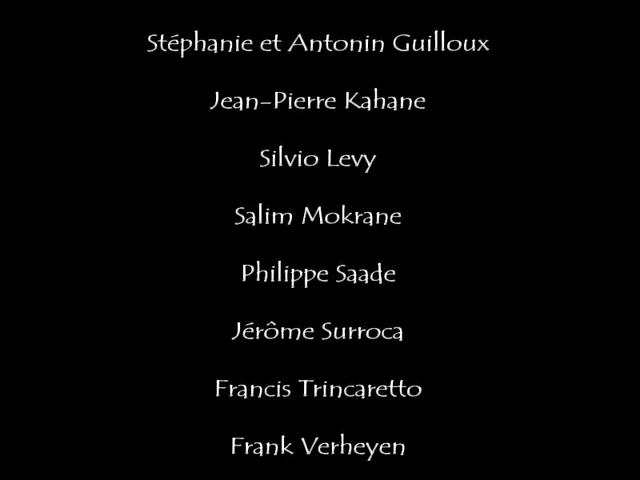 Stéphanie et Antonin Guilloux
Jean-Pierre Kahane
Silvio Levy
Salim Mokrane
Philippe Saade
Jérôme Surroca
Francis Trincaretto
Frank Verheyen